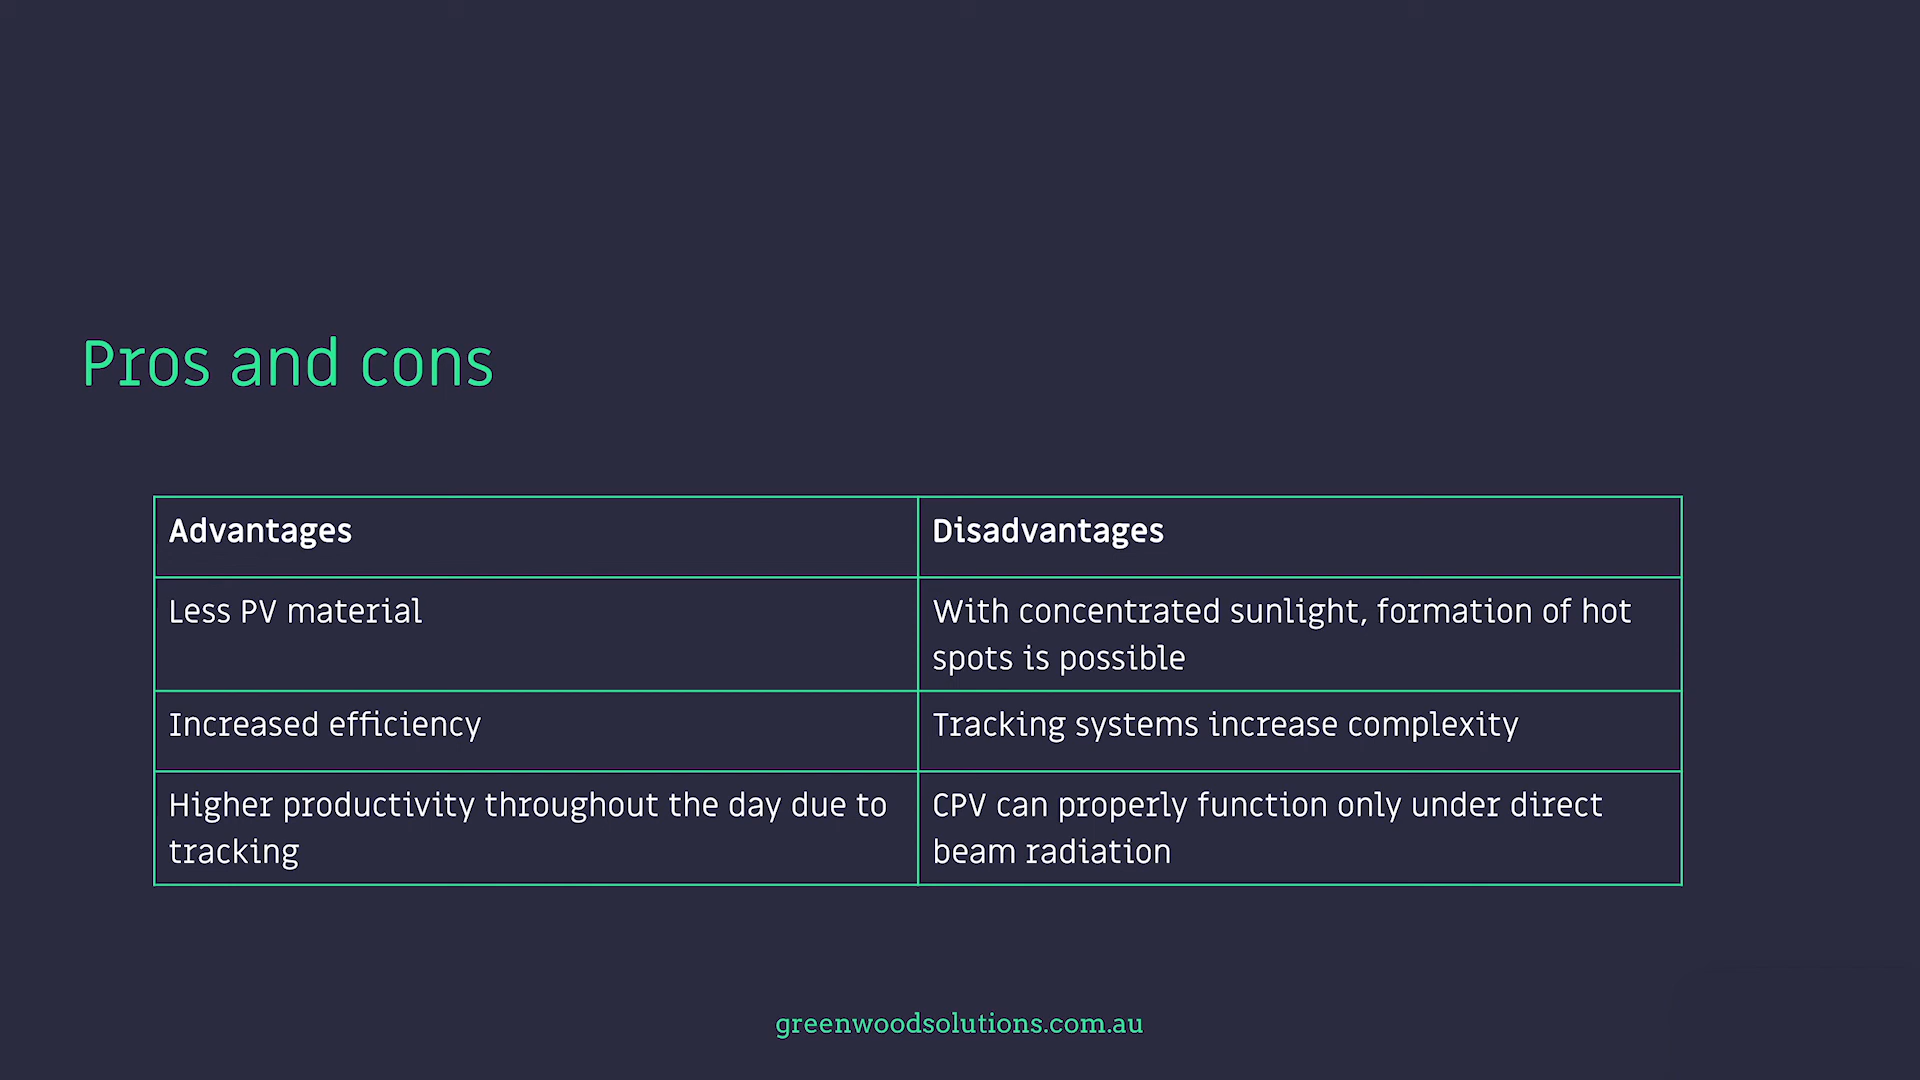 Pros and cons
Advantages
Disadvantages
Less PV material
With concentrated sunlight, formation of hot
spots is possible
Increased efficiency
Tracking systems increase complexity
Higher productivity throughout the day due to
tracking
CPV can properly function only under direct
beam radiation
greenwoodsolutions.com.au